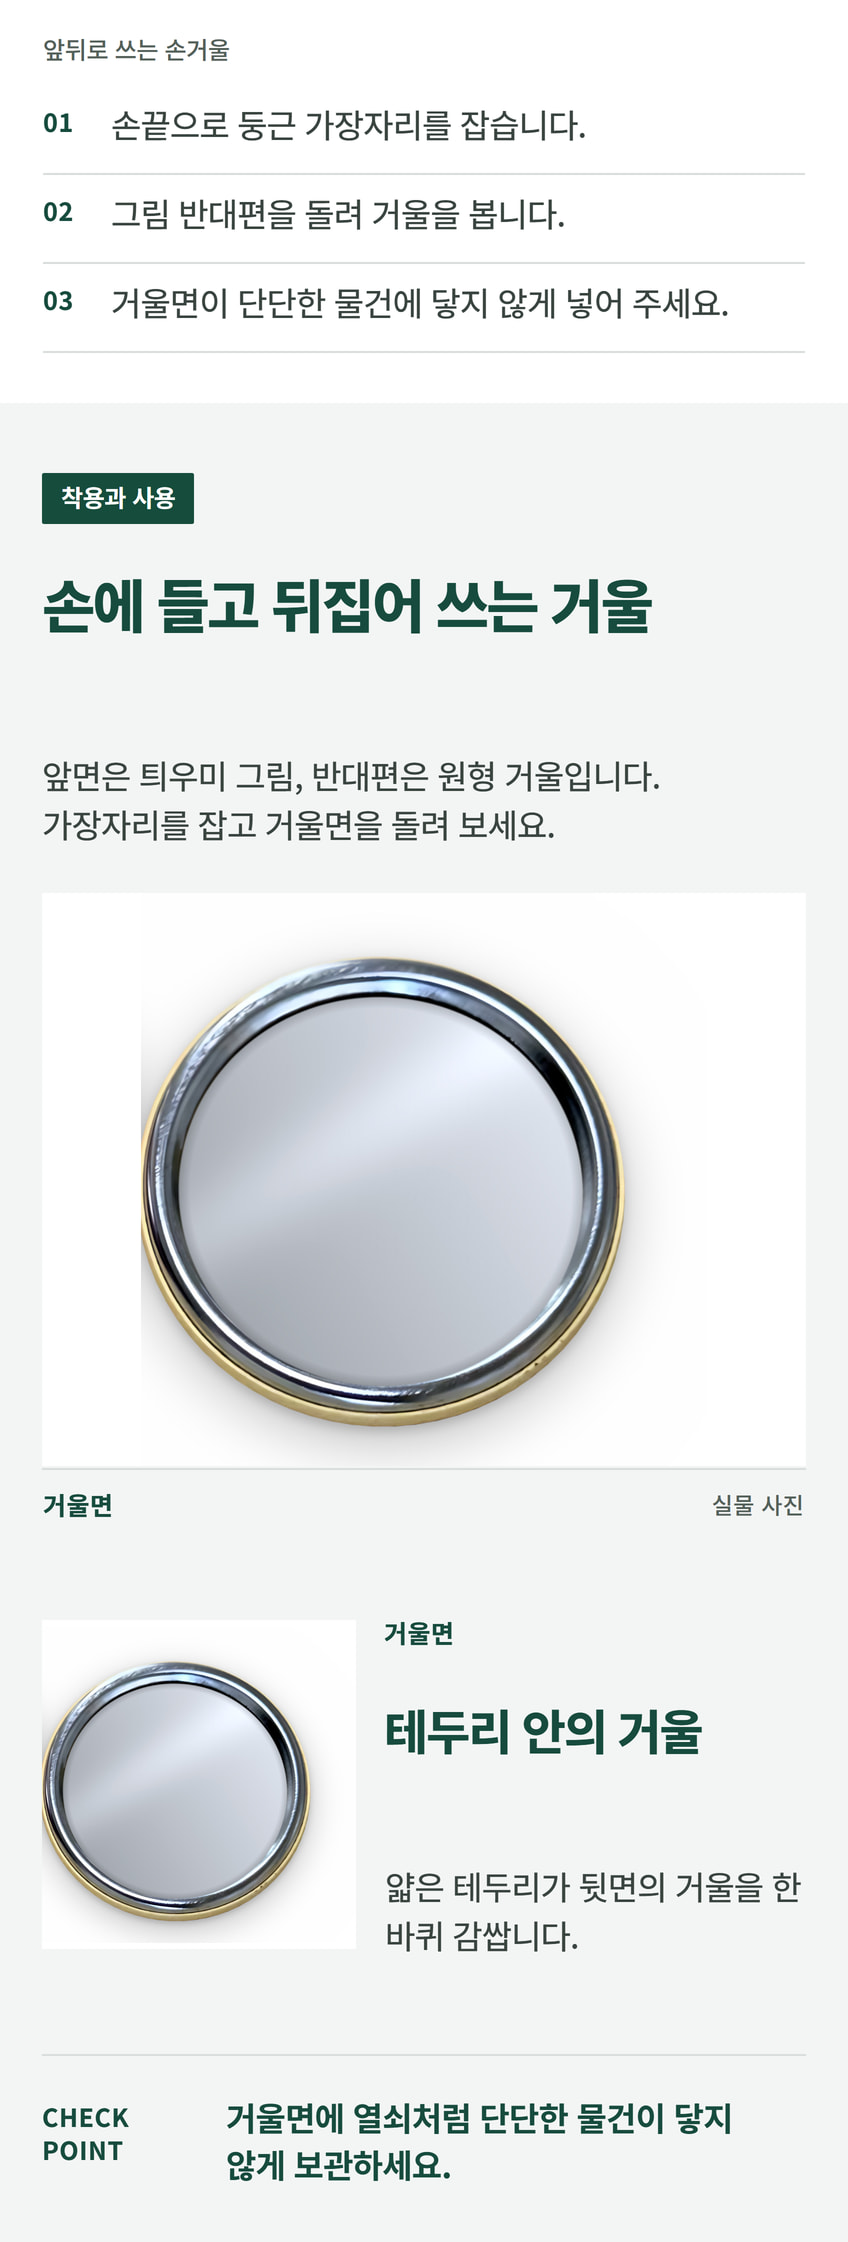 앞뒤로 쓰는 손거울
01 손끝으로 둥근 가장자리를 잡습니다.
02 그림 반대편을 돌려 거울을 봅니다.
03 거울면이 단단한 물건에 닿지 않게 넣어 주세요.
착용과 사용
손에 들고 뒤집어 쓰는 거울
앞면은 틔우미 그림, 반대편은 원형 거울입니다.
가장자리를 잡고 거울면을 돌려 보세요.
거울면 실물 사진
거울면
테두리 안의 거울
얇은 테두리가 뒷면의 거울을 한
바퀴 감쌉니다.
CHECK
POINT
거울면에 열쇠처럼 단단한 물건이 닿지
않게 보관하세요.